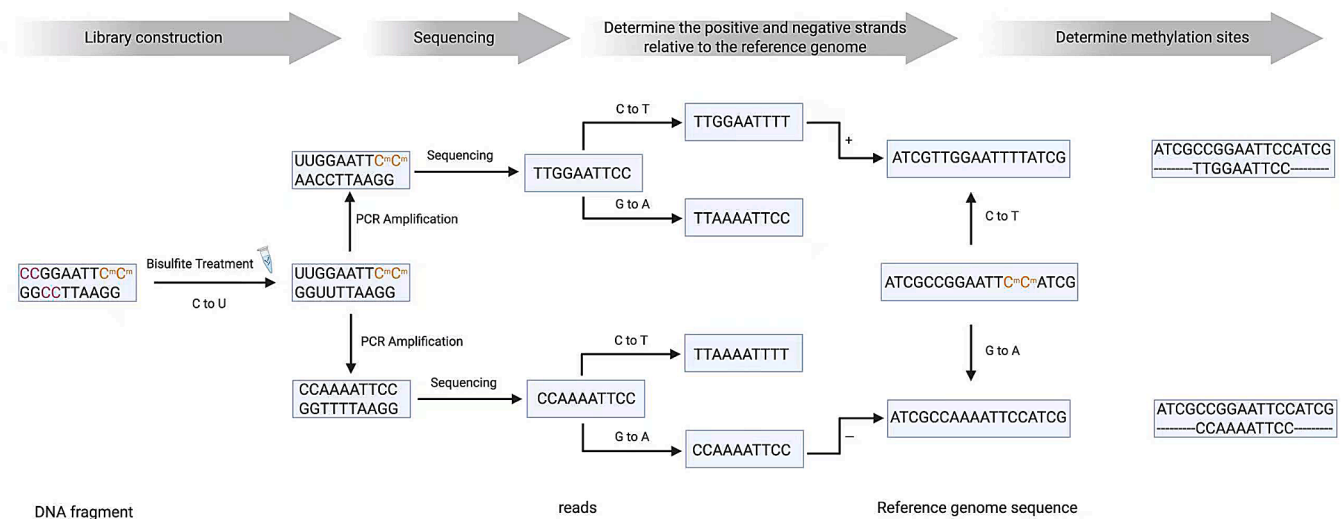 Library construction
Sequencing
Determine the positive and negative strands
relative to the reference genome
Determine methylation sites
C to T
TTGGAATTTT
+
UUGGAATTCᵐCᵐ
AACCTTAAGG
Sequencing
TTGGAATTCC
ATCGTTGGAATTTTATCG
ATCGCCGGAATTCCATCG
---------TTGGAATTCC---------
PCR Amplification
G to A
TTAAAATTCC
C to T
Bisulfite Treatment
CCGGAATTCᵐCᵐ
GGCCTTAAGG
C to U
UUGGAATTCᵐCᵐ
GGUUTTAAGG
ATCGCCGGAATTCᵐCᵐATCG
PCR Amplification
C to T
TTAAAATTTT
G to A
CCAAAATTCC
GGTTTTAAGG
Sequencing
CCAAAATTCC
ATCGCCAAAATTCCATCG
ATCGCCGGAATTCCATCG
---------CCAAAATTCC---------
G to A
CCAAAATTCC
–
DNA fragment
reads
Reference genome sequence